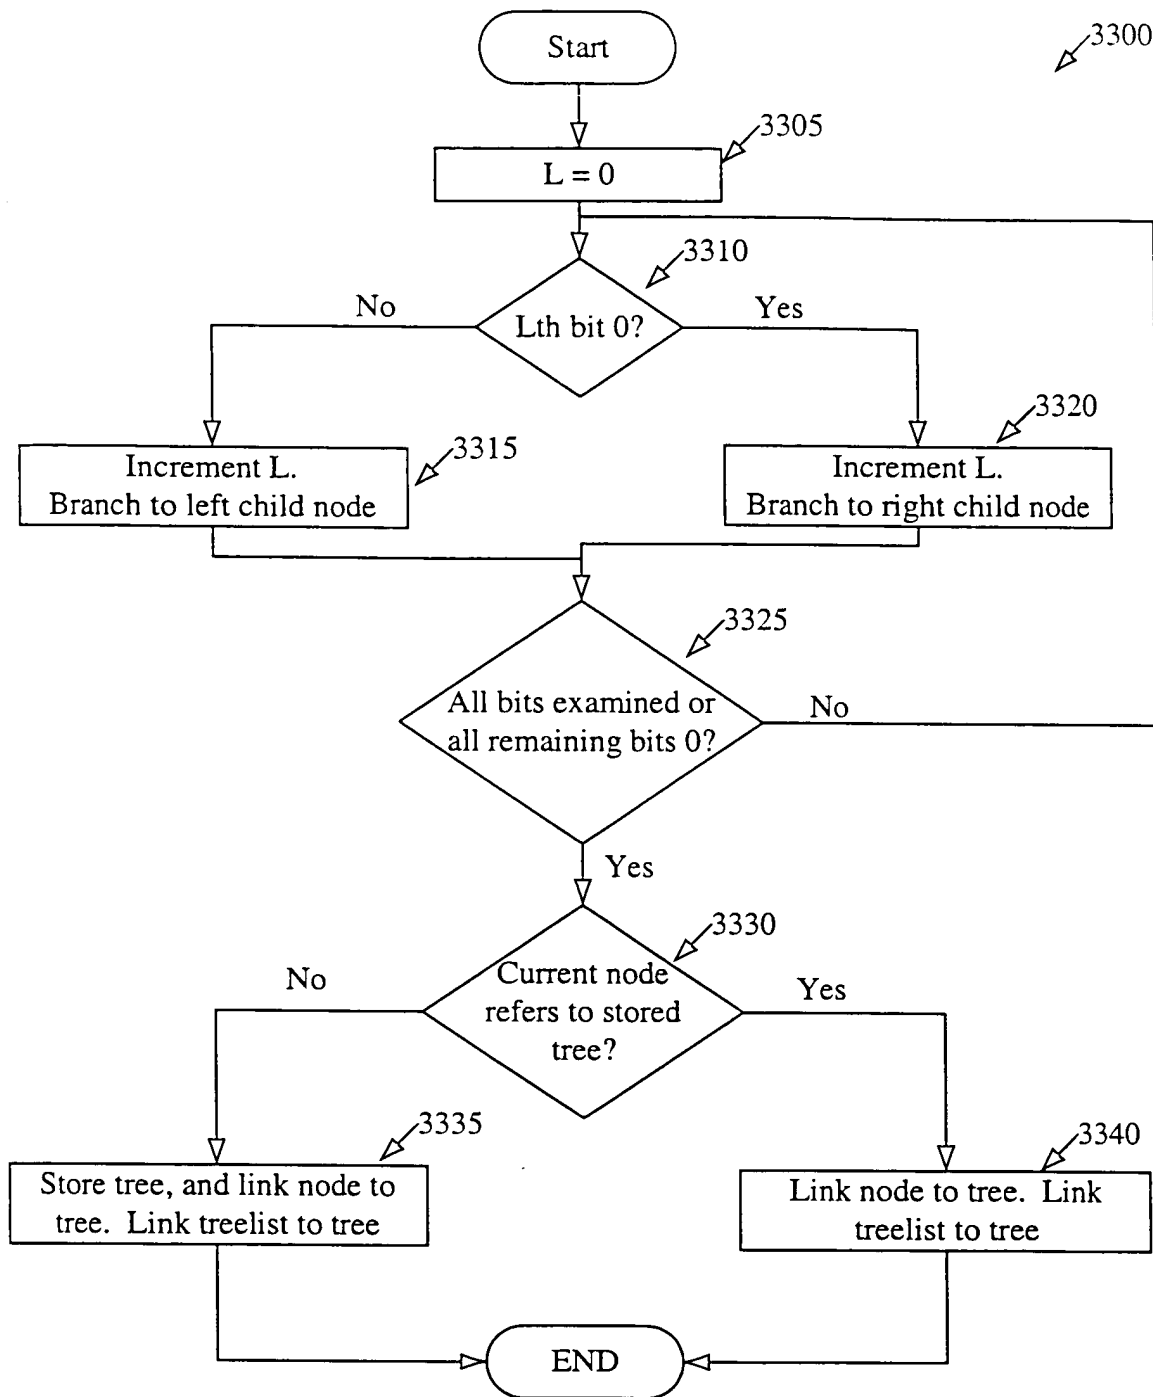 Start
3300
3305
L = 0
3310
No
Yes
Lth bit 0?
3315
3320
Increment L.
Branch to left child node
Increment L.
Branch to right child node
3325
All bits examined or
all remaining bits 0?
No
Yes
3330
No
Yes
Current node
refers to stored
tree?
3335
3340
Store tree, and link node to
tree. Link treelist to tree
Link node to tree. Link
treelist to tree
END